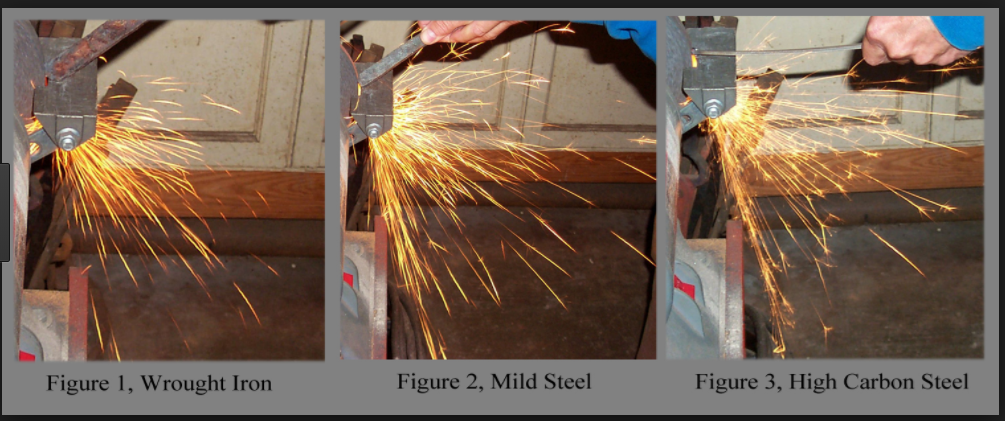 Figure 1, Wrought Iron
Figure 2, Mild Steel
Figure 3, High Carbon Steel